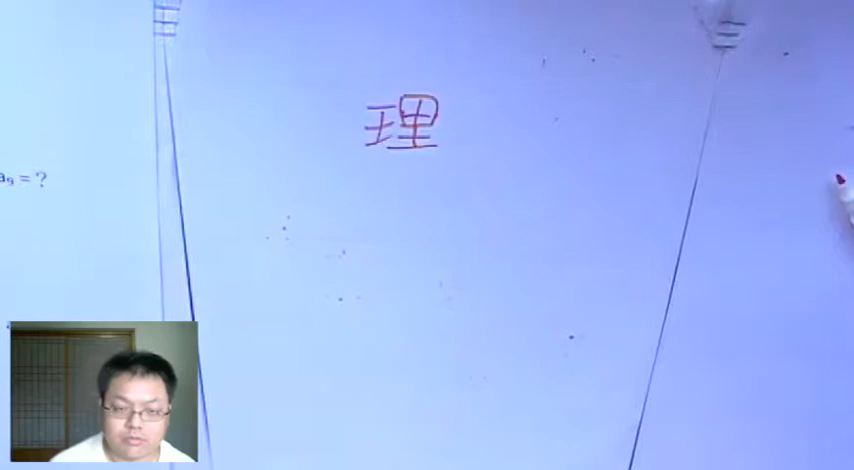 理
a₉ = ?